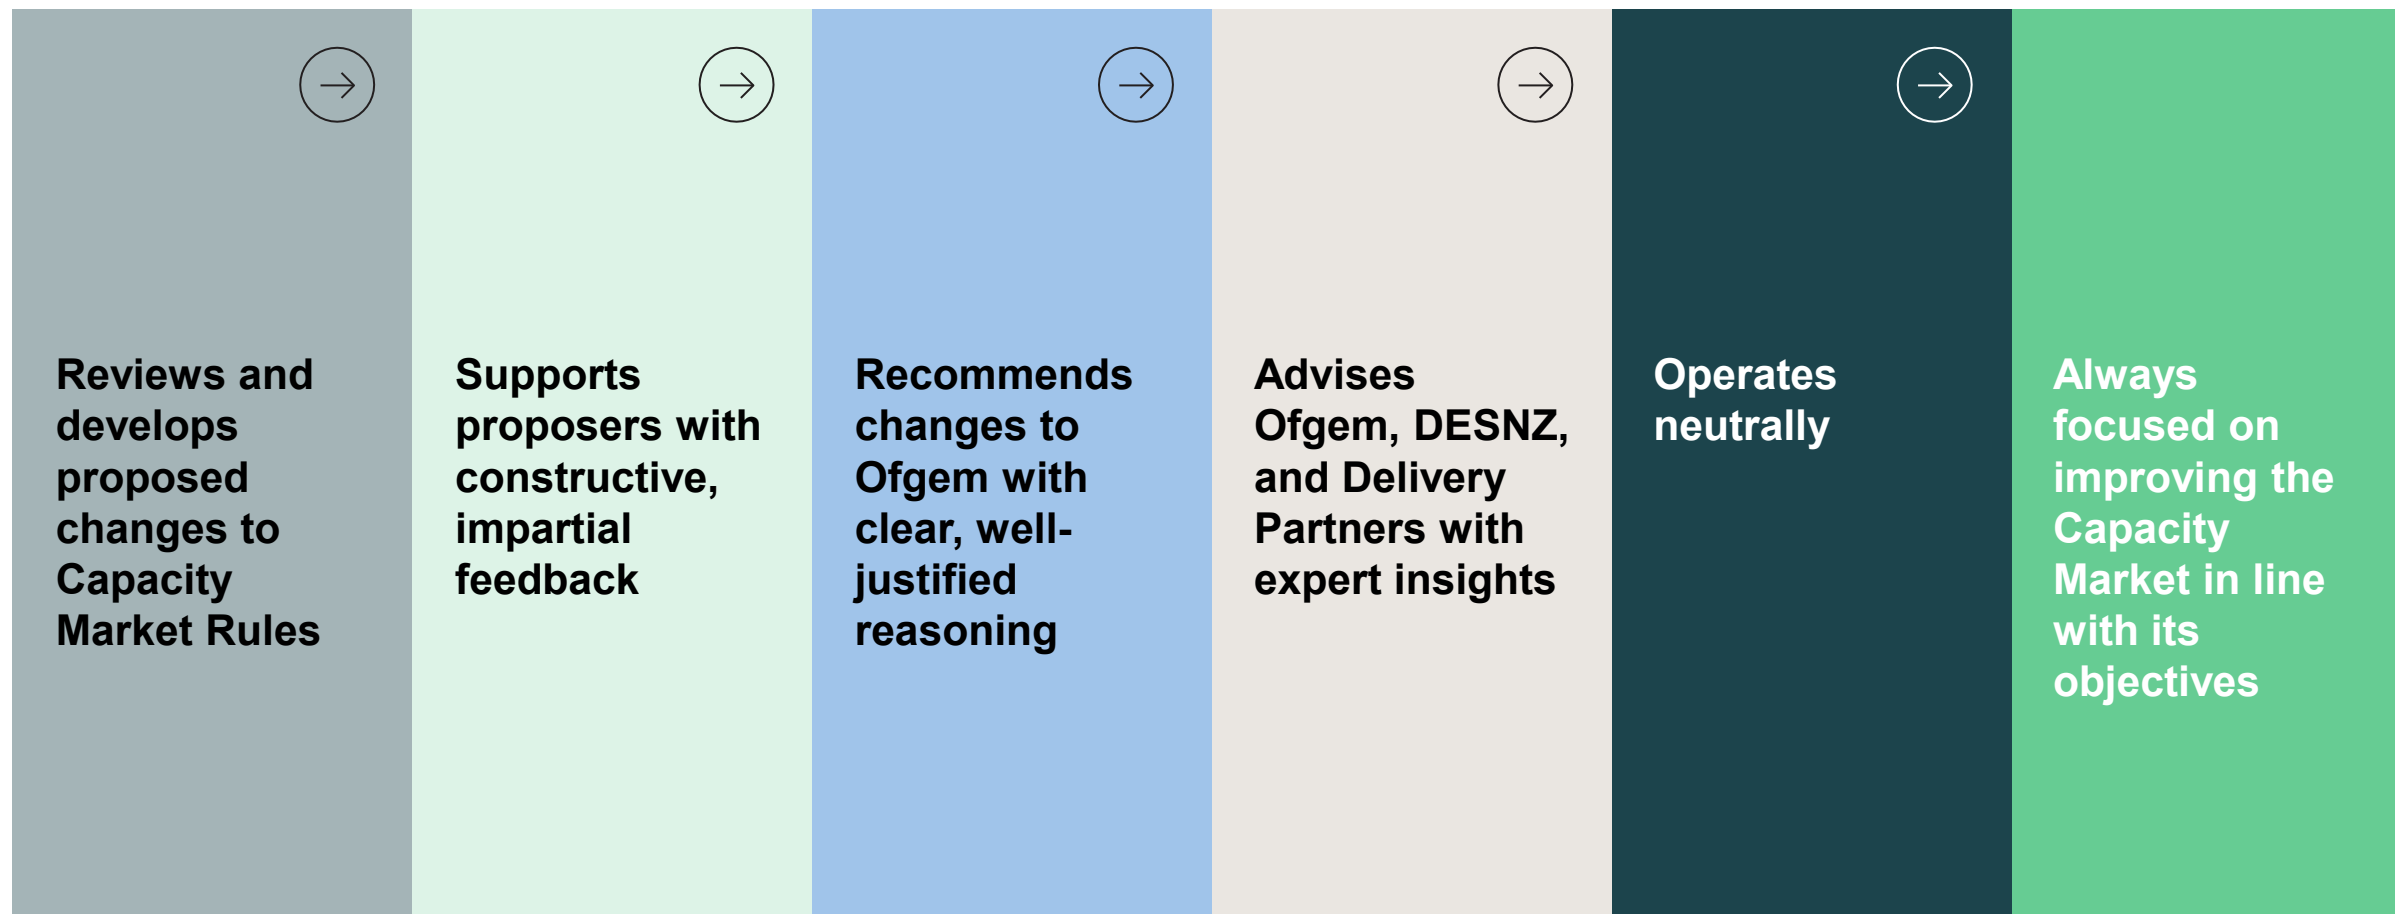 Reviews and
develops
proposed
changes to
Capacity
Market Rules
Supports
proposers with
constructive,
impartial
feedback
Recommends
changes to
Ofgem with
clear, well-
justified
reasoning
Advises
Ofgem, DESNZ,
and Delivery
Partners with
expert insights
Operates
neutrally
Always
focused on
improving the
Capacity
Market in line
with its
objectives